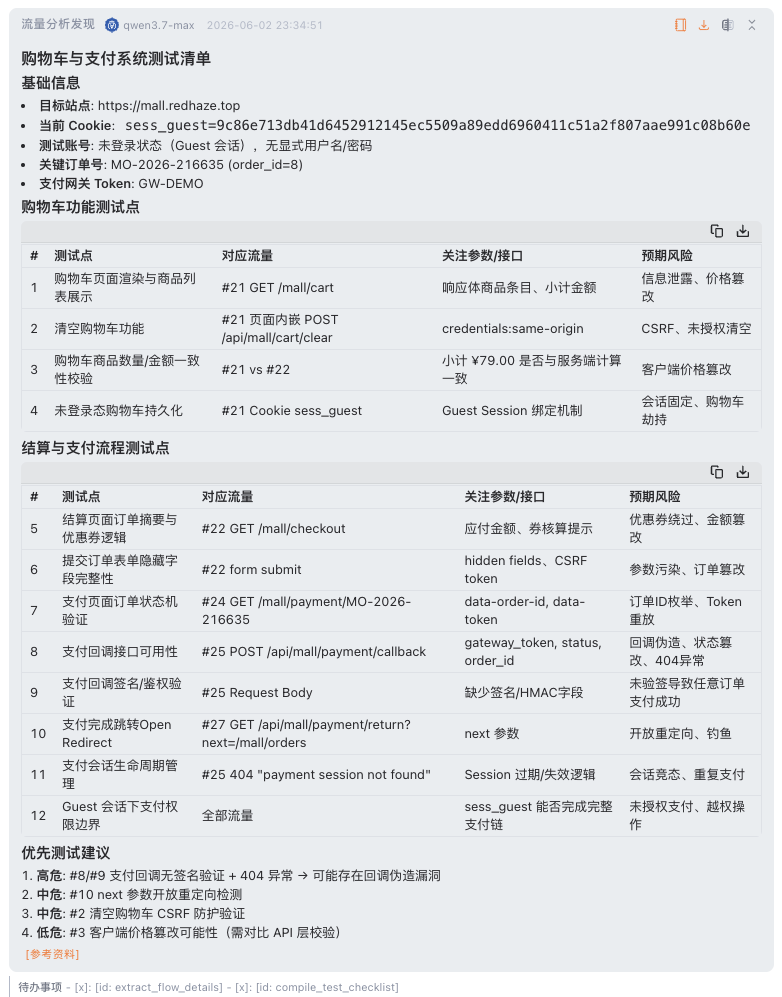 流量分析发现 qwen3.7-max 2026-06-02 23:34:51
购物车与支付系统测试清单
基础信息
• 目标站点: https://mall.redhaze.top
• 当前 Cookie: sess_guest=9c86e713db41d6452912145ec5509a89edd6960411c51a2f807aae991c08b60e
• 测试账号: 未登录状态（Guest 会话），无显式用户名/密码
• 关键订单号: MO-2026-216635 (order_id=8)
• 支付网关 Token: GW-DEMO
购物车功能测试点
# 测试点 对应流量 关注参数/接口 预期风险
1 购物车页面渲染与商品列表展示 #21 GET /mall/cart 响应体商品条目、小计金额 信息泄露、价格篡改
2 清空购物车功能 #21 页面内嵌 POST /api/mall/cart/clear credentials:same-origin CSRF、未授权清空
3 购物车商品数量/金额一致性校验 #21 vs #22 小计 ¥79.00 是否与服务端计算一致 客户端价格篡改
4 未登录态购物车持久化 #21 Cookie sess_guest Guest Session 绑定机制 会话固定、购物车劫持
结算与支付流程测试点
# 测试点 对应流量 关注参数/接口 预期风险
5 结算页面订单摘要与优惠券逻辑 #22 GET /mall/checkout 应付金额、券核算提示 优惠券绕过、金额篡改
6 提交订单表单隐藏字段完整性 #22 form submit hidden fields、CSRF token 参数污染、订单篡改
7 支付页面订单状态机验证 #24 GET /mall/payment/MO-2026-216635 data-order-id, data-token 订单ID枚举、Token重放
8 支付回调接口可用性 #25 POST /api/mall/payment/callback gateway_token, status, order_id 回调伪造、状态篡改、404异常
9 支付回调签名/鉴权验证 #25 Request Body 缺少签名/HMAC字段 未验签导致任意订单支付成功
10 支付完成跳转Open Redirect #27 GET /api/mall/payment/return?next=/mall/orders next 参数 开放重定向、钓鱼
11 支付会话生命周期管理 #25 404 "payment session not found" Session 过期/失效逻辑 会话竞态、重复支付
12 Guest 会话下支付权限边界 全部流量 sess_guest 能否完成完整支付链 未授权支付、越权操作
优先测试建议
1. 高危: #8/#9 支付回调无签名验证 + 404 异常 → 可能存在回调伪造漏洞
2. 中危: #10 next 参数开放重定向检测
3. 中危: #2 清空购物车 CSRF 防护验证
4. 低危: #3 客户端价格篡改可能性（需对比 API 层校验）
[参考资料]
待办事项 - [x]: [id: extract_flow_details] - [x]: [id: compile_test_checklist]